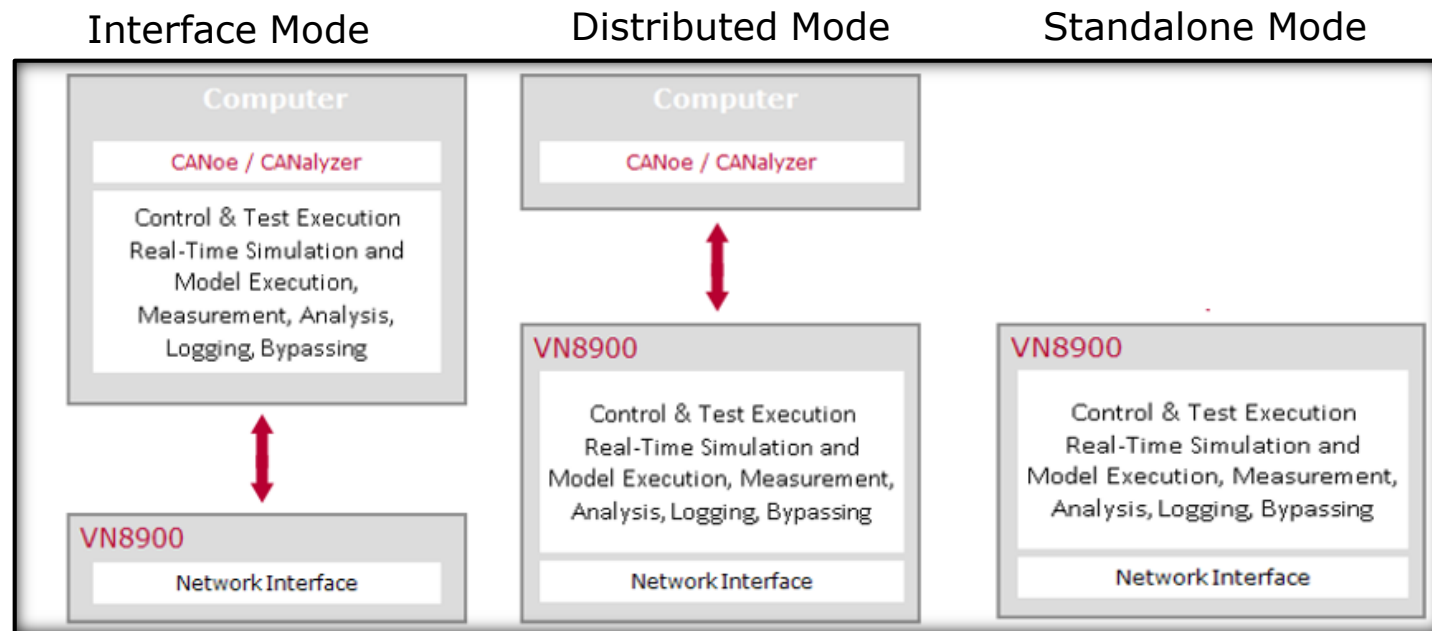 Interface Mode
Distributed Mode
Standalone Mode
Computer
CANoe / CANalyzer
Control & Test Execution
Real-Time Simulation and
Model Execution,
Measurement, Analysis,
Logging, Bypassing
VN8900
Network Interface
Computer
CANoe / CANalyzer
VN8900
Control & Test Execution
Real-Time Simulation and
Model Execution, Measurement,
Analysis, Logging, Bypassing
Network Interface
VN8900
Control & Test Execution
Real-Time Simulation and
Model Execution, Measurement,
Analysis, Logging, Bypassing
Network Interface